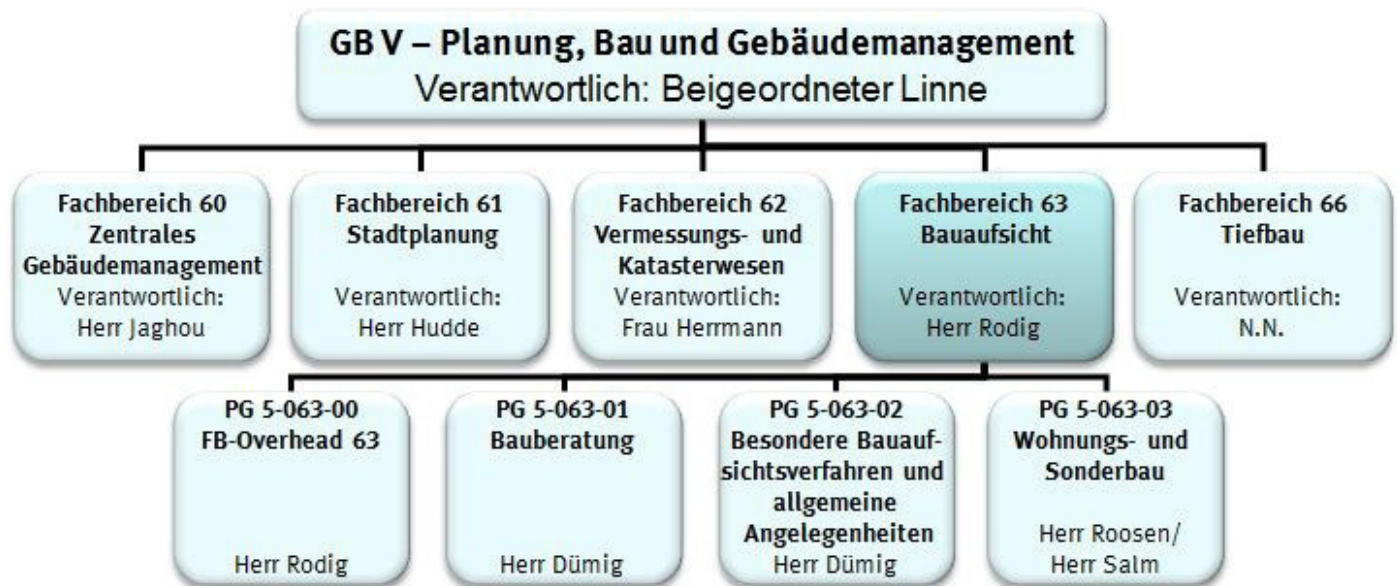 GB V – Planung, Bau und Gebäudemanagement
Verantwortlich: Beigeordneter Linne
Fachbereich 60
Zentrales
Gebäudemanagement
Verantwortlich:
Herr Jaghou
Fachbereich 61
Stadtplanung
Verantwortlich:
Herr Hudde
Fachbereich 62
Vermessungs- und
Katasterwesen
Verantwortlich:
Frau Herrmann
Fachbereich 63
Bauaufsicht
Verantwortlich:
Herr Rodig
Fachbereich 66
Tiefbau
Verantwortlich:
N.N.
PG 5-063-00
FB-Overhead 63
Herr Rodig
PG 5-063-01
Bauberatung
Herr Dümig
PG 5-063-02
Besondere Bauauf-
sichtsverfahren und
allgemeine
Angelegenheiten
Herr Dümig
PG 5-063-03
Wohnungs- und
Sonderbau
Herr Roosen/
Herr Salm